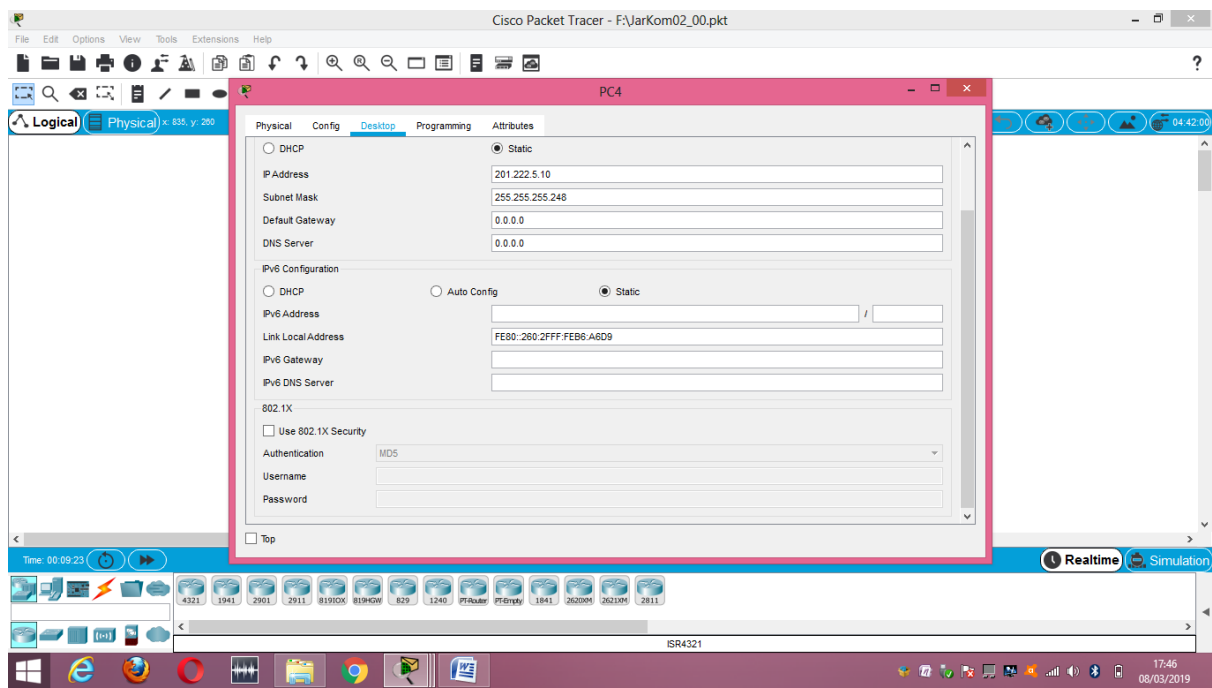 Cisco Packet Tracer - F:\JarKom02_00.pkt
File Edit Options View Tools Extensions Help
?
PC4
Logical Physical x: 835, y: 260 04:42:00
Physical Config Desktop Programming Attributes
DHCP Static
IP Address 201.222.5.10
Subnet Mask 255.255.255.248
Default Gateway 0.0.0.0
DNS Server 0.0.0.0
IPv6 Configuration
DHCP Auto Config Static
IPv6 Address /
Link Local Address FE80::260:2FFF:FEB6:A6D9
IPv6 Gateway
IPv6 DNS Server
802.1X
Use 802.1X Security
Authentication MD5
Username
Password
Top
Time: 00:09:23 Realtime Simulation
4321 1941 2901 2911 819IOX 819HGW 829 1240 PT-Router PT-Empty 1841 2620XM 2621XM 2811
ISR4321
17:46
08/03/2019